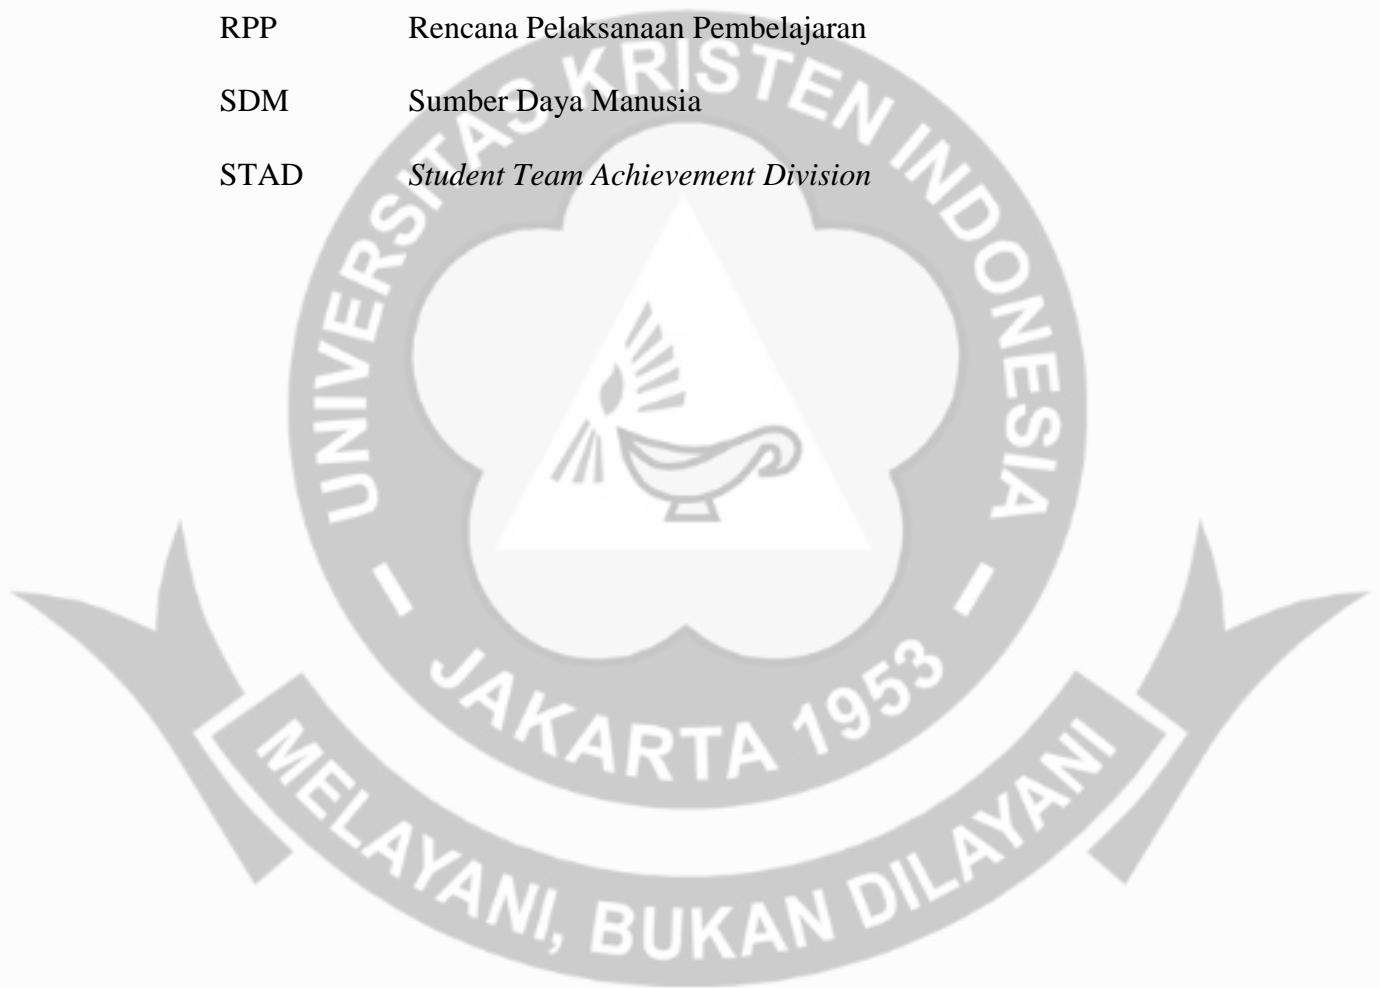 RPP Rencana Pelaksanaan Pembelajaran
SDM Sumber Daya Manusia
STAD Student Team Achievement Division
UNIVERSITAS KRISTEN INDONESIA
JAKARTA 1953
MELAYANI, BUKAN DILAYANI